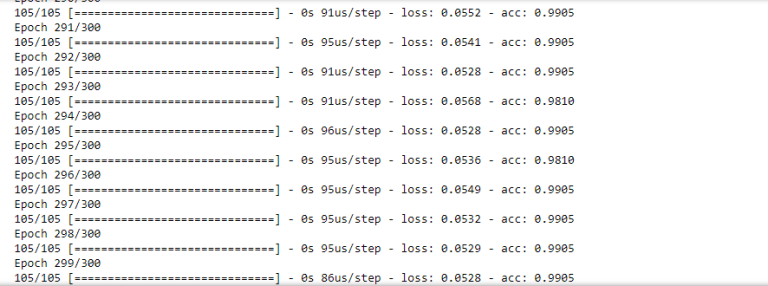 Epoch 290/300
105/105 [==============================] - 0s 91us/step - loss: 0.0552 - acc: 0.9905
Epoch 291/300
105/105 [==============================] - 0s 95us/step - loss: 0.0541 - acc: 0.9905
Epoch 292/300
105/105 [==============================] - 0s 91us/step - loss: 0.0528 - acc: 0.9905
Epoch 293/300
105/105 [==============================] - 0s 91us/step - loss: 0.0568 - acc: 0.9810
Epoch 294/300
105/105 [==============================] - 0s 96us/step - loss: 0.0528 - acc: 0.9905
Epoch 295/300
105/105 [==============================] - 0s 95us/step - loss: 0.0536 - acc: 0.9810
Epoch 296/300
105/105 [==============================] - 0s 95us/step - loss: 0.0549 - acc: 0.9905
Epoch 297/300
105/105 [==============================] - 0s 95us/step - loss: 0.0532 - acc: 0.9905
Epoch 298/300
105/105 [==============================] - 0s 95us/step - loss: 0.0529 - acc: 0.9905
Epoch 299/300
105/105 [==============================] - 0s 86us/step - loss: 0.0528 - acc: 0.9905